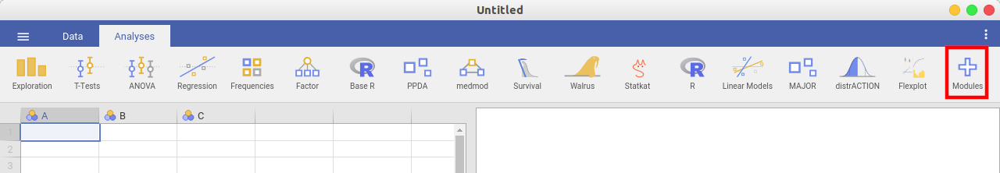 Untitled
Data Analyses
Exploration T-Tests ANOVA Regression Frequencies Factor Base R PPDA medmod Survival Walrus Statkat R Linear Models MAJOR distrACTION Flexplot Modules
A B C
1
2
3